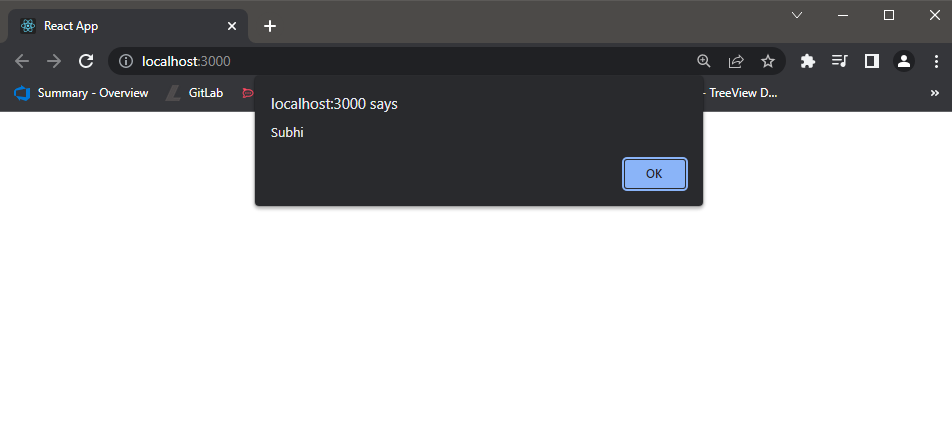 React App
localhost:3000
Summary - Overview GitLab - TreeView D...
localhost:3000 says
Subhi
OK